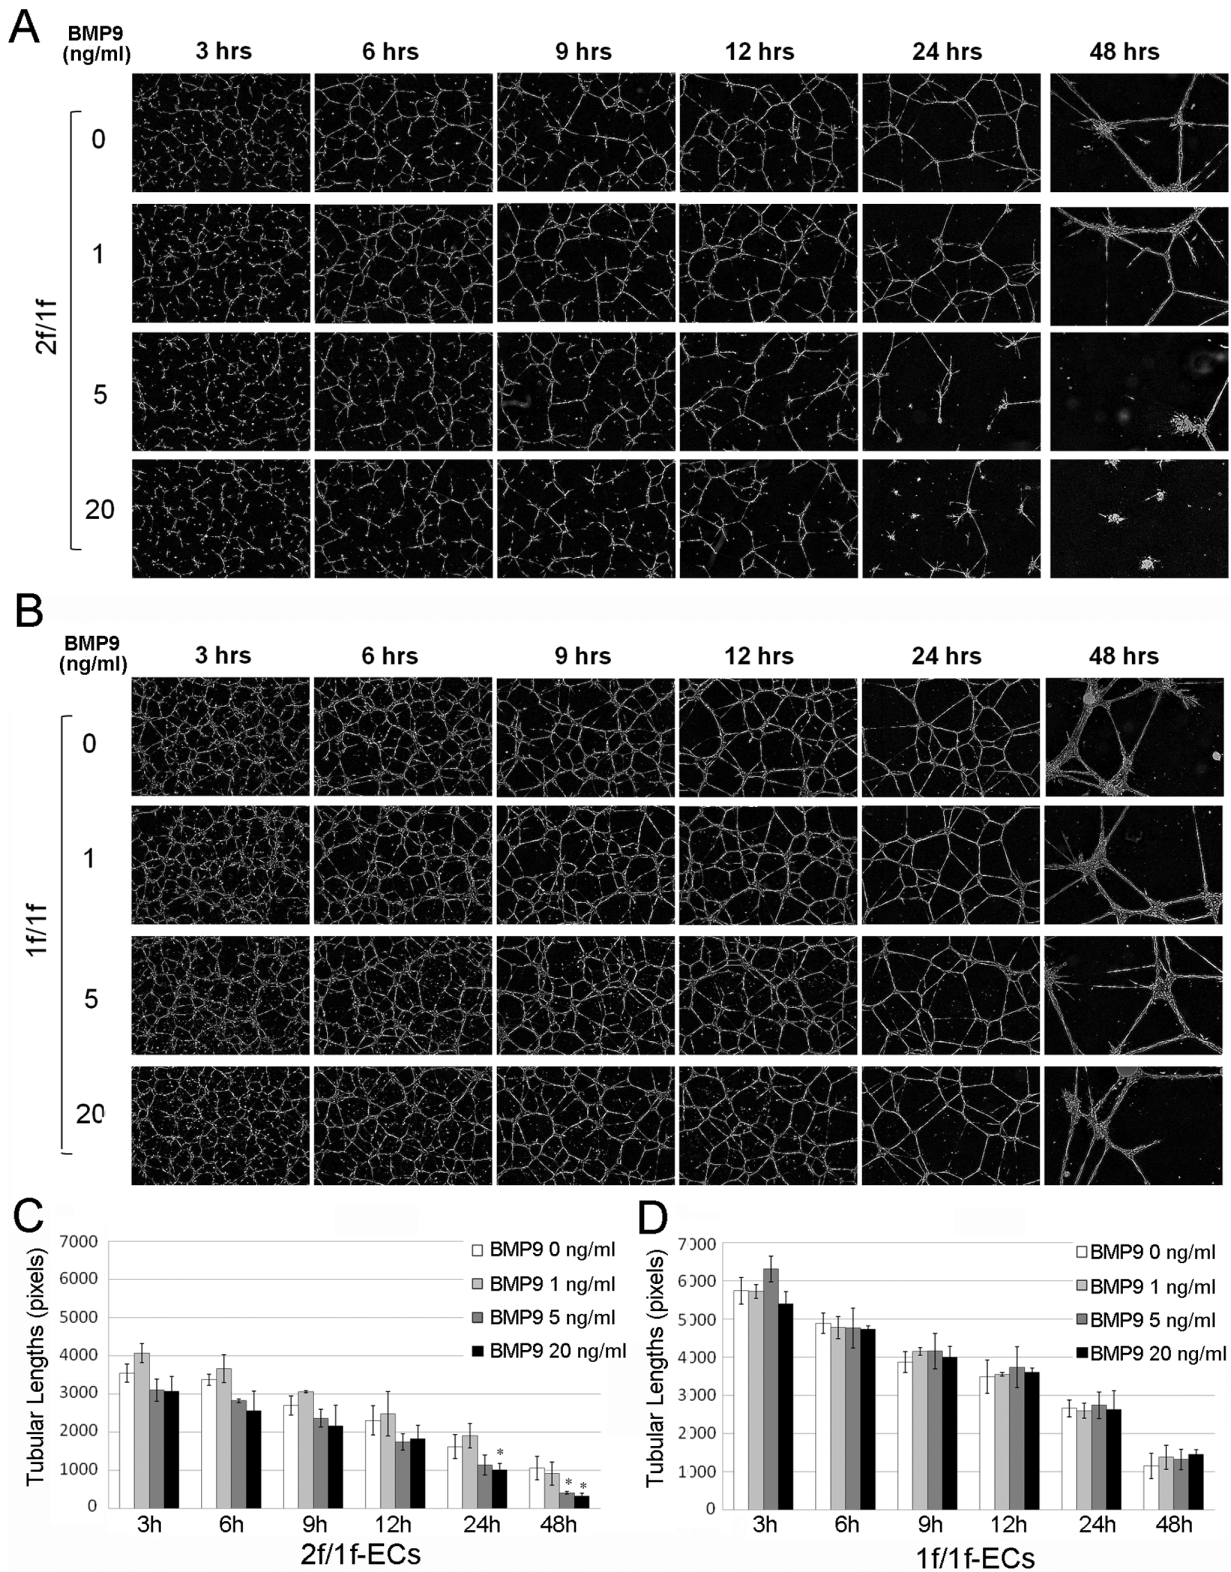 A
BMP9
(ng/ml)
3 hrs 6 hrs 9 hrs 12 hrs 24 hrs 48 hrs
0
1
2f/1f
5
20
B
BMP9
(ng/ml)
3 hrs 6 hrs 9 hrs 12 hrs 24 hrs 48 hrs
0
1
1f/1f
5
20
C
Tubular Lengths (pixels)
7000
6000
5000
4000
3000
2000
1000
0
BMP9 0 ng/ml
BMP9 1 ng/ml
BMP9 5 ng/ml
BMP9 20 ng/ml
* * *
3h 6h 9h 12h 24h 48h
2f/1f-ECs
D
Tubular Lengths (pixels)
7000
6000
5000
4000
3000
2000
1000
0
BMP9 0 ng/ml
BMP9 1 ng/ml
BMP9 5 ng/ml
BMP9 20 ng/ml
3h 6h 9h 12h 24h 48h
1f/1f-ECs